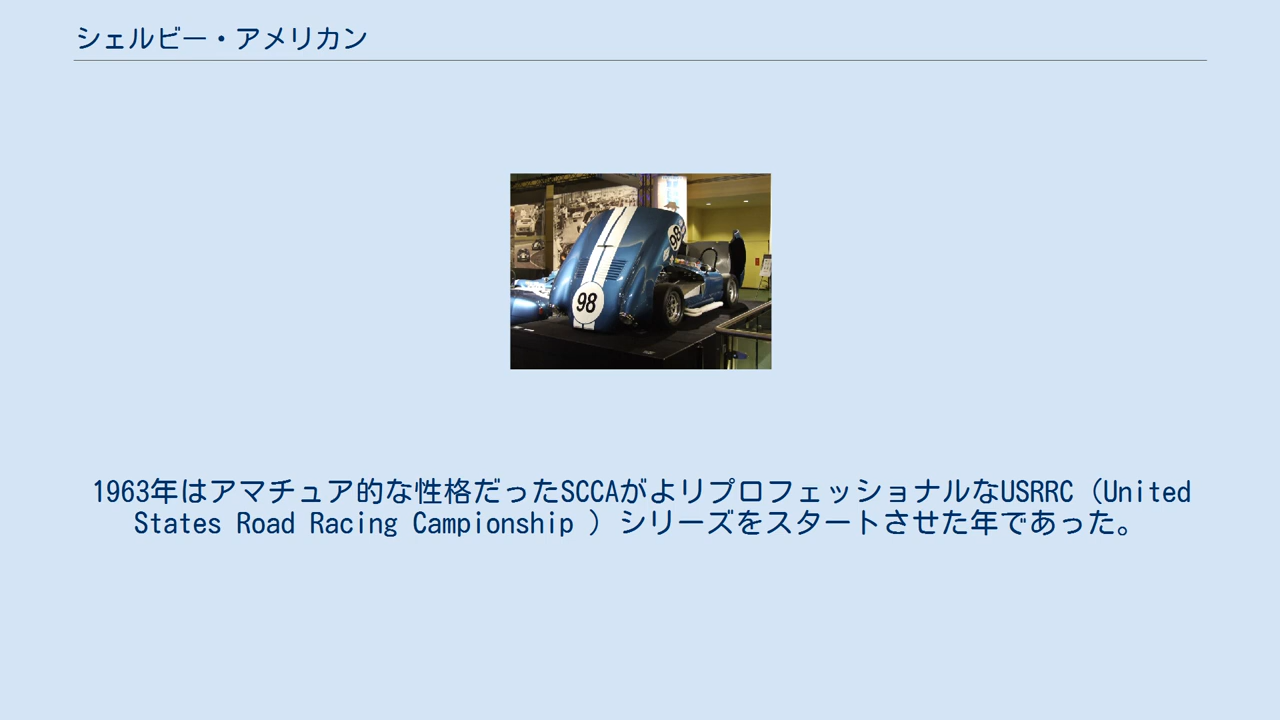 シェルビー・アメリカン
98
98
1963年はアマチュア的な性格だったSCCAがよりプロフェッショナルなUSRRC（United
States Road Racing Campionship ）シリーズをスタートさせた年であった。